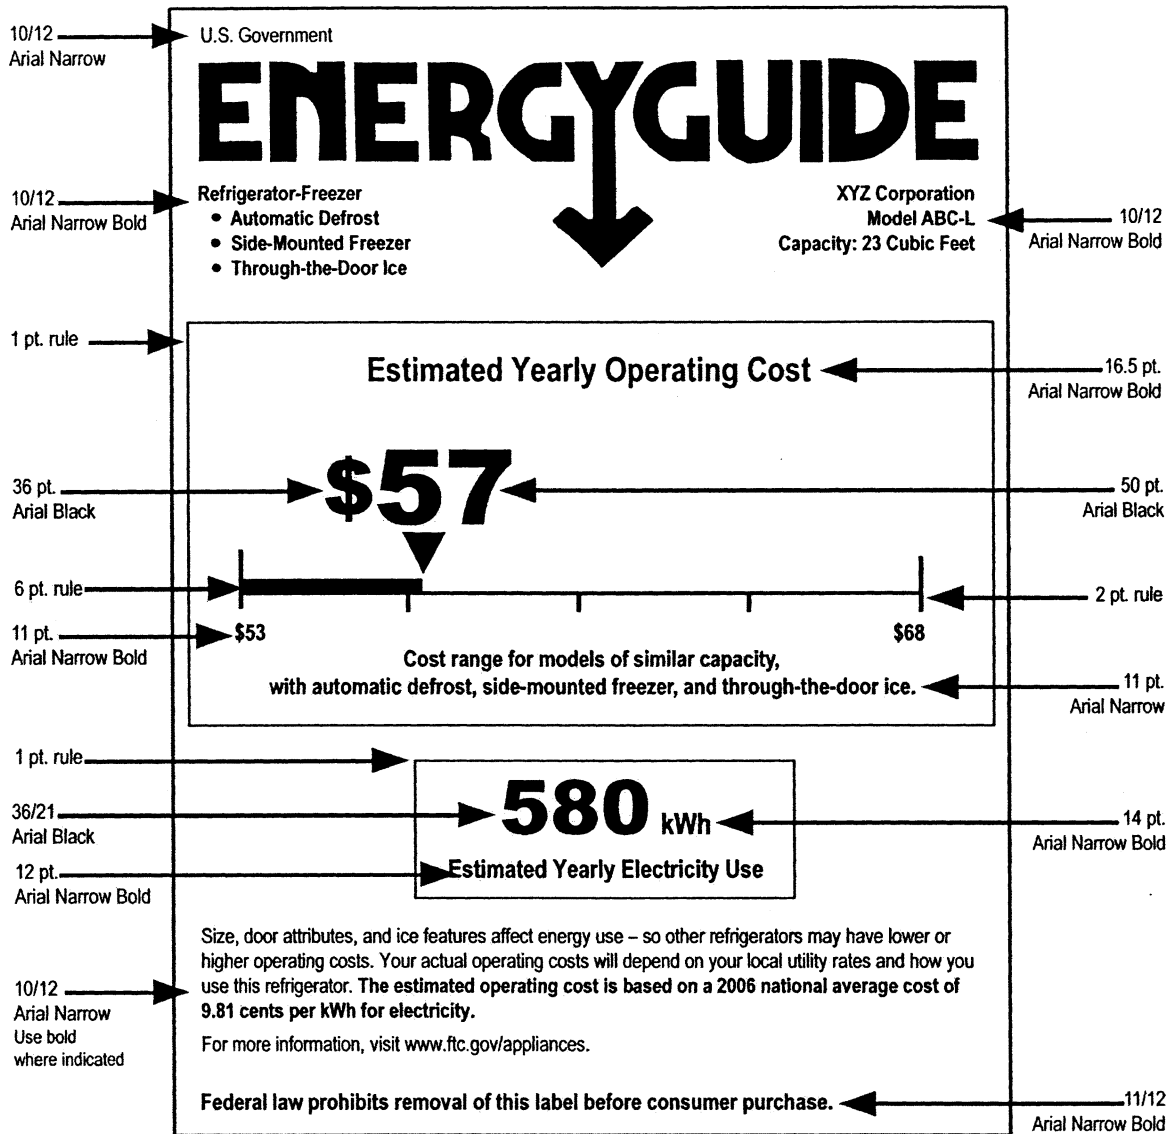 10/12
Arial Narrow
U.S. Government
ENERGYGUIDE
10/12
Arial Narrow Bold
Refrigerator-Freezer
• Automatic Defrost
• Side-Mounted Freezer
• Through-the-Door Ice
XYZ Corporation
Model ABC-L
Capacity: 23 Cubic Feet
10/12
Arial Narrow Bold
1 pt. rule
Estimated Yearly Operating Cost
16.5 pt.
Arial Narrow Bold
36 pt.
Arial Black
$57
50 pt.
Arial Black
6 pt. rule
2 pt. rule
11 pt.
Arial Narrow Bold
$53
$68
Cost range for models of similar capacity,
with automatic defrost, side-mounted freezer, and through-the-door ice.
11 pt.
Arial Narrow
1 pt. rule
36/21
Arial Black
580 kWh
14 pt.
Arial Narrow Bold
12 pt.
Arial Narrow Bold
Estimated Yearly Electricity Use
Size, door attributes, and ice features affect energy use – so other refrigerators may have lower or
higher operating costs. Your actual operating costs will depend on your local utility rates and how you
use this refrigerator. The estimated operating cost is based on a 2006 national average cost of
9.81 cents per kWh for electricity.
10/12
Arial Narrow
Use bold
where indicated
For more information, visit www.ftc.gov/appliances.
Federal law prohibits removal of this label before consumer purchase.
11/12
Arial Narrow Bold